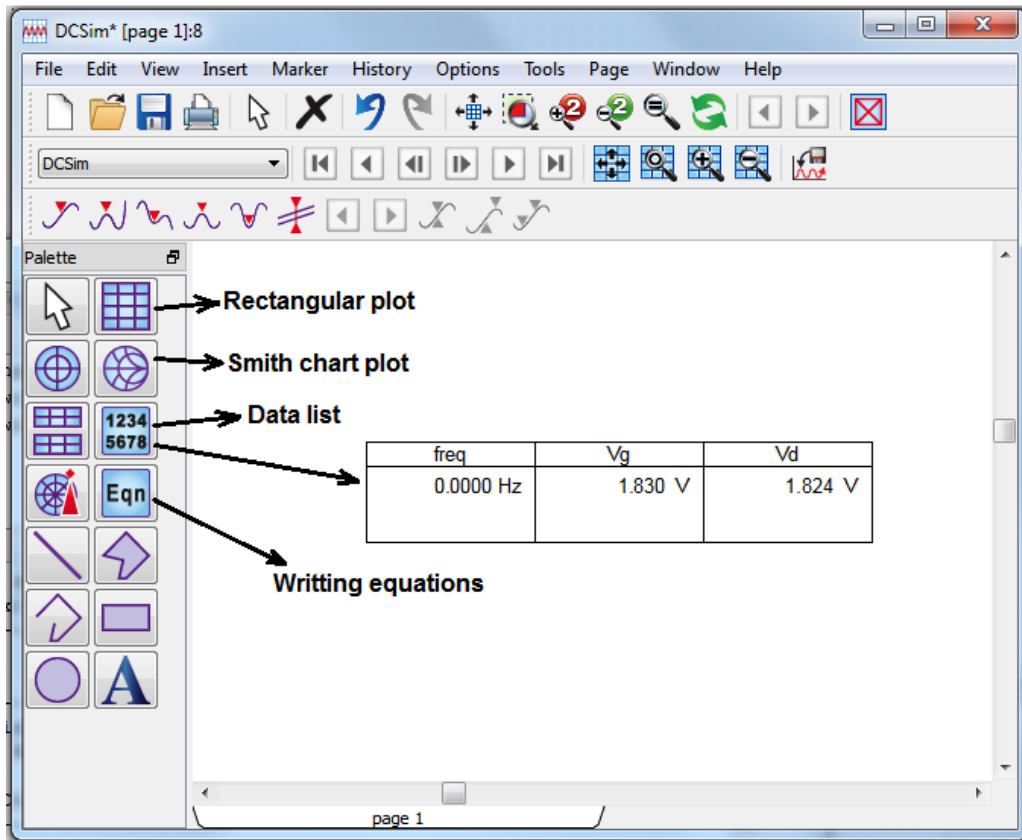 DCSim* [page 1]:8
File Edit View Insert Marker History Options Tools Page Window Help
2 2
DCSim
Palette
Rectangular plot
Smith chart plot
Data list
1234
5678
freq Vg Vd
0.0000 Hz 1.830 V 1.824 V
Eqn
Writting equations
A
page 1